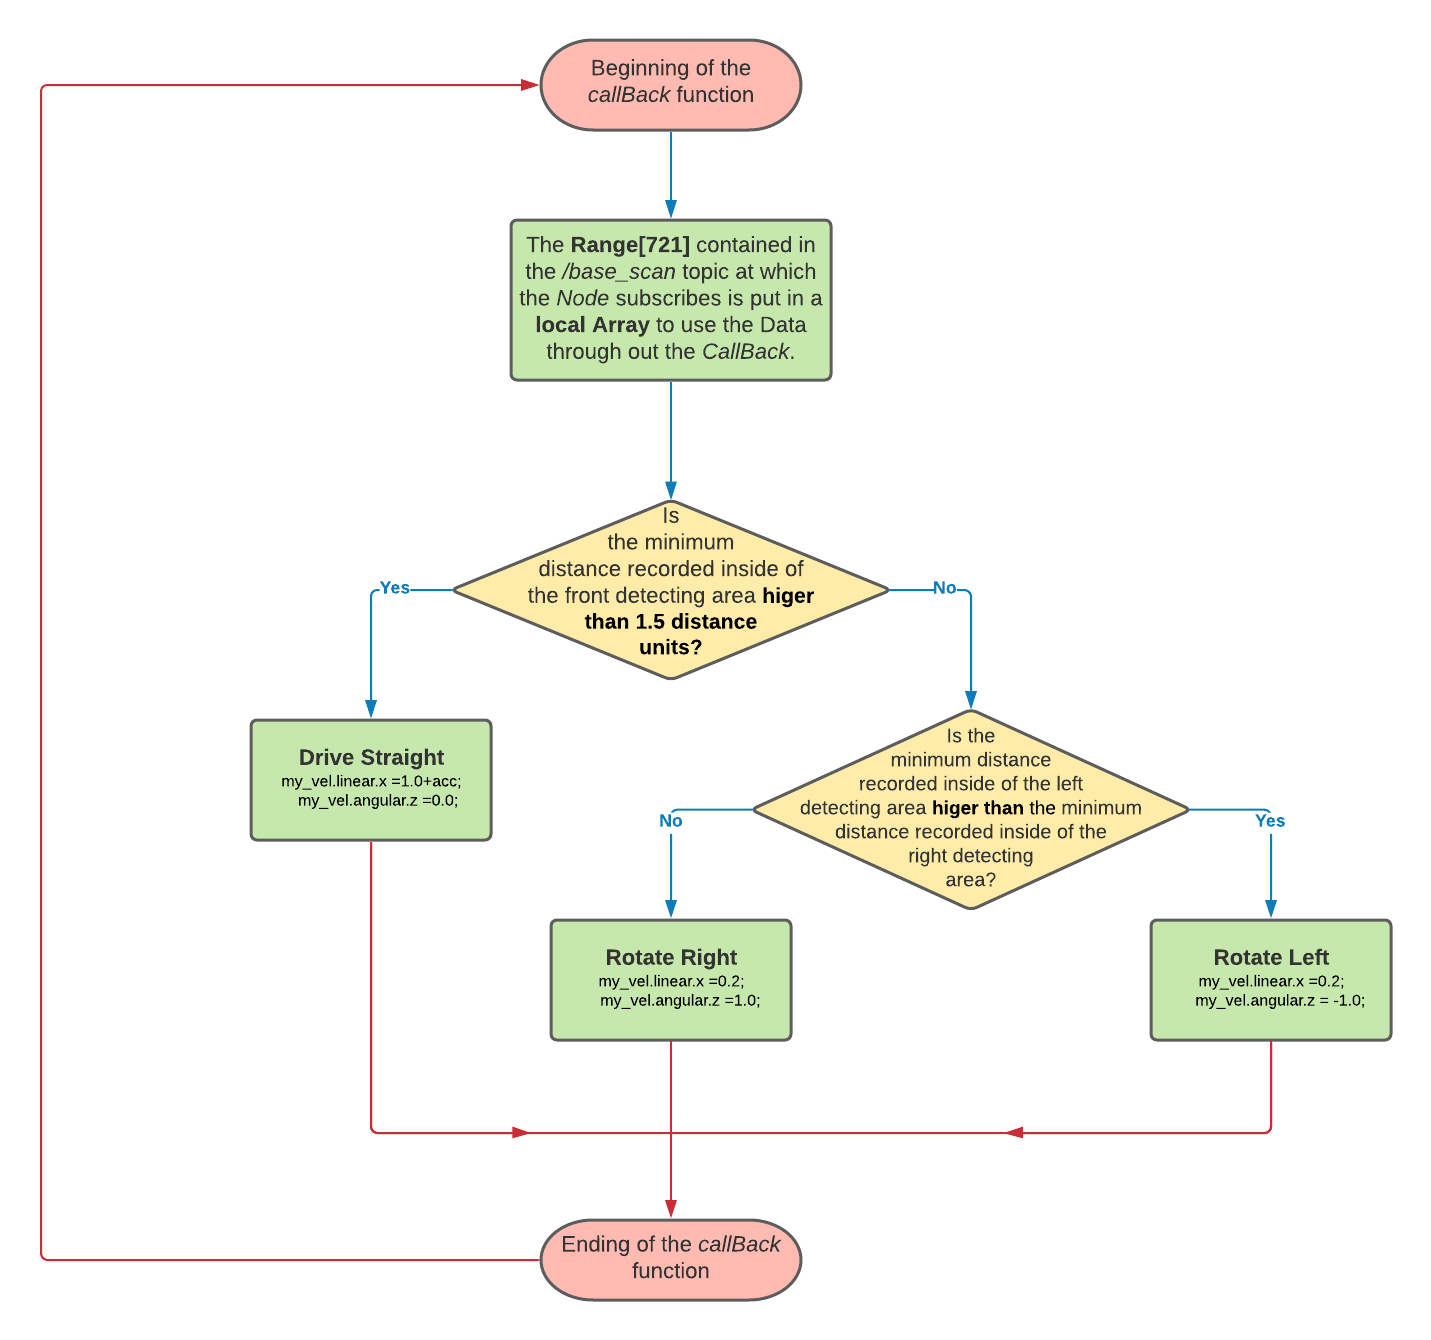 Beginning of the
callBack function
The Range[721] contained in
the /base_scan topic at which
the Node subscribes is put in a
local Array to use the Data
through out the CallBack.
Is
the minimum
distance recorded inside of
the front detecting area higer
than 1.5 distance
units?
Yes
No
Drive Straight
my_vel.linear.x =1.0+acc;
my_vel.angular.z =0.0;
Is the
minimum distance
recorded inside of the left
detecting area higer than the minimum
distance recorded inside of the
right detecting
area?
No
Yes
Rotate Right
my_vel.linear.x =0.2;
my_vel.angular.z =1.0;
Rotate Left
my_vel.linear.x =0.2;
my_vel.angular.z = -1.0;
Ending of the callBack
function